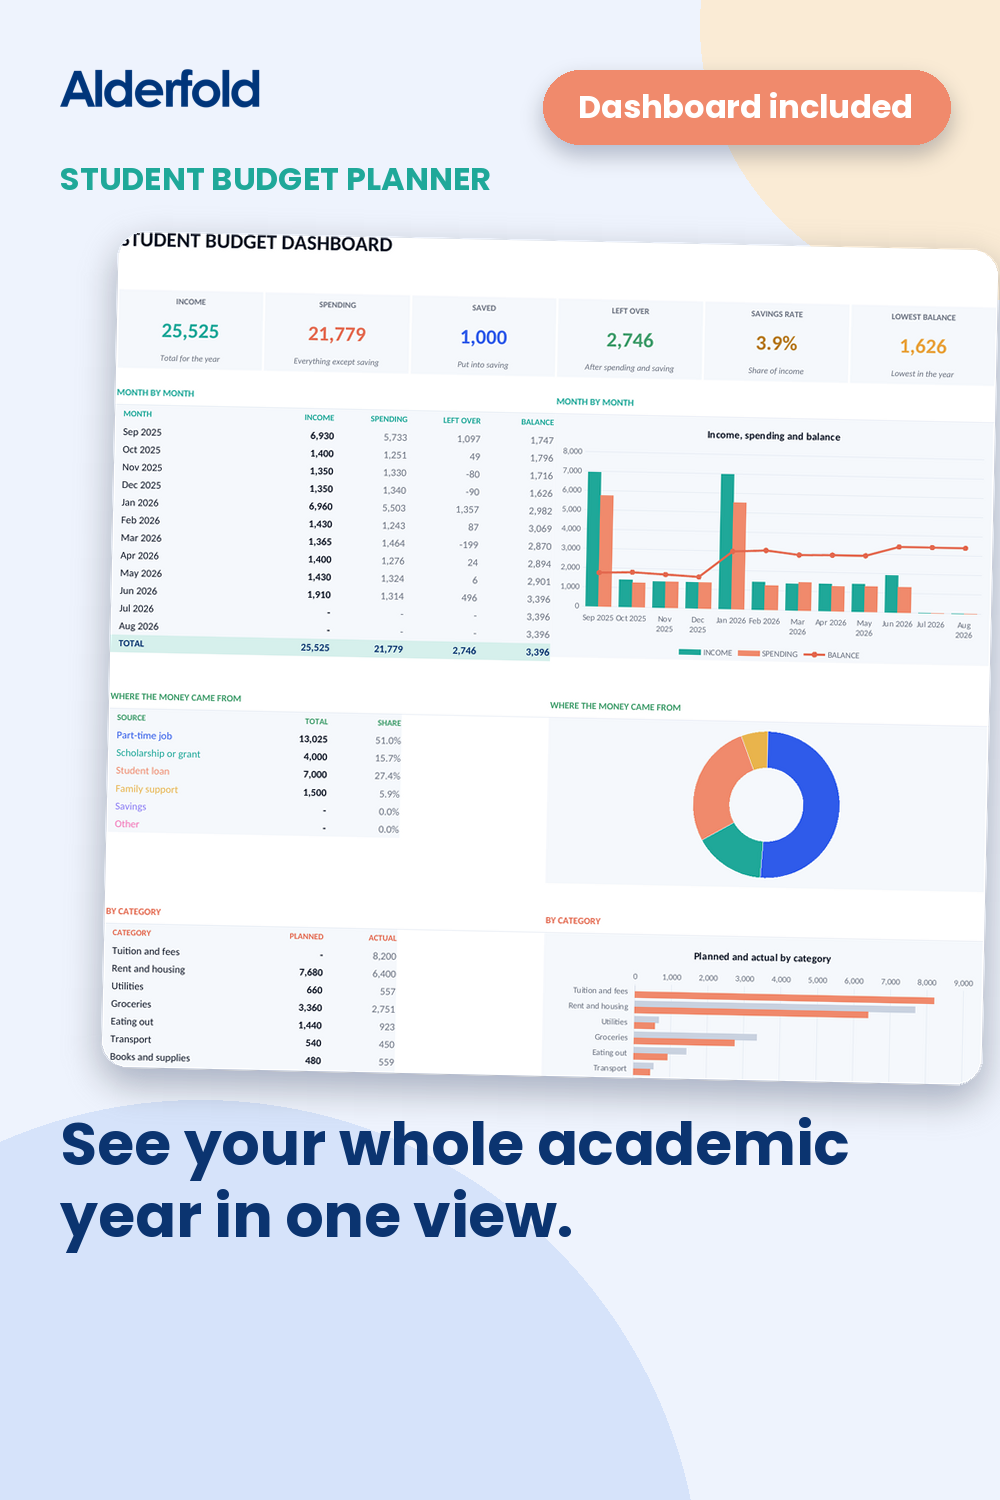 Alderfold
Dashboard included
STUDENT BUDGET PLANNER
STUDENT BUDGET DASHBOARD
INCOME
25,525
Total for the year
SPENDING
21,779
Everything except saving
SAVED
1,000
Put into saving
LEFT OVER
2,746
After spending and saving
SAVINGS RATE
3.9%
Share of income
LOWEST BALANCE
1,626
Lowest in the year
MONTH BY MONTH
MONTH INCOME SPENDING LEFT OVER BALANCE
Sep 2025 6,930 5,733 1,097 1,747
Oct 2025 1,400 1,251 49 1,796
Nov 2025 1,350 1,330 -80 1,716
Dec 2025 1,350 1,340 -90 1,626
Jan 2026 6,960 5,503 1,357 2,982
Feb 2026 1,430 1,243 87 3,069
Mar 2026 1,365 1,464 -199 2,870
Apr 2026 1,400 1,276 24 2,894
May 2026 1,430 1,324 6 2,901
Jun 2026 1,910 1,314 496 3,396
Jul 2026 - - - 3,396
Aug 2026 - - - 3,396
TOTAL 25,525 21,779 2,746 3,396
MONTH BY MONTH
Income, spending and balance
8,000
7,000
6,000
5,000
4,000
3,000
2,000
1,000
0
Sep 2025 Oct 2025 Nov 2025 Dec 2025 Jan 2026 Feb 2026 Mar 2026 Apr 2026 May 2026 Jun 2026 Jul 2026 Aug 2026
INCOME SPENDING BALANCE
WHERE THE MONEY CAME FROM
SOURCE TOTAL SHARE
Part-time job 13,025 51.0%
Scholarship or grant 4,000 15.7%
Student loan 7,000 27.4%
Family support 1,500 5.9%
Savings - 0.0%
Other - 0.0%
WHERE THE MONEY CAME FROM
BY CATEGORY
CATEGORY PLANNED ACTUAL
Tuition and fees - 8,200
Rent and housing 7,680 6,400
Utilities 660 557
Groceries 3,360 2,751
Eating out 1,440 923
Transport 540 450
Books and supplies 480 559
BY CATEGORY
Planned and actual by category
0 1,000 2,000 3,000 4,000 5,000 6,000 7,000 8,000 9,000
Tuition and fees
Rent and housing
Utilities
Groceries
Eating out
Transport
See your whole academic
year in one view.